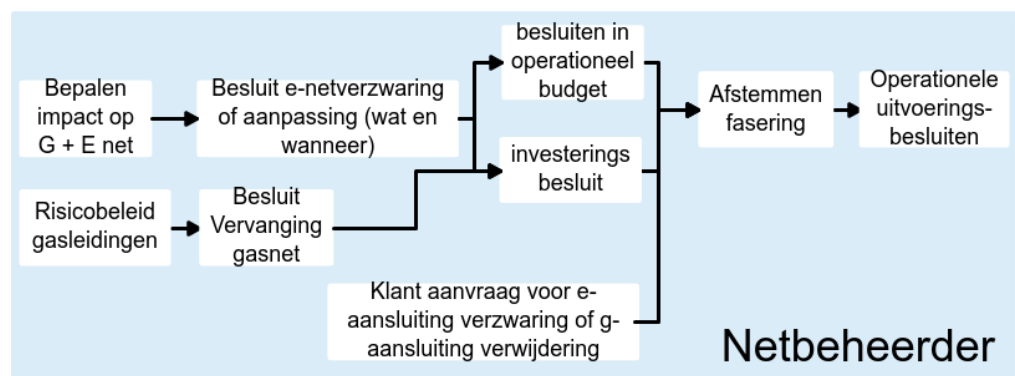 Bepalen
impact op
G + E net
Besluit e-netverzwaring
of aanpassing (wat en
wanneer)
besluiten in
operationeel
budget
Afstemmen
fasering
Operationele
uitvoerings-
besluiten
investerings
besluit
Risicobeleid
gasleidingen
Besluit
Vervanging
gasnet
Klant aanvraag voor e-
aansluiting verzwaring of g-
aansluiting verwijdering
Netbeheerder